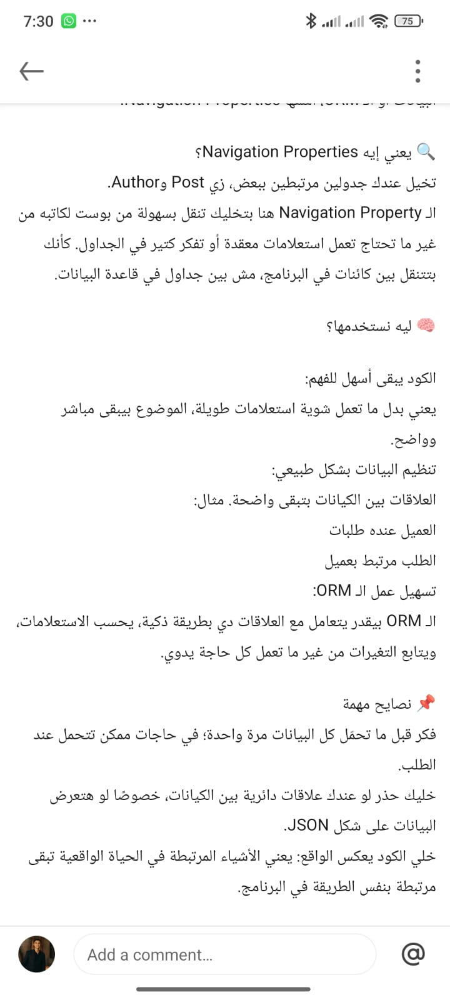 7:30
75
🔍 يعني إيه Navigation Properties؟
تخيل عندك جدولين مرتبطين ببعض، زي Post وAuthor.
الـ Navigation Property هنا بتخليك تنقل بسهولة من بوست لكاتبه من
غير ما تحتاج تعمل استعلامات معقدة أو تفكر كتير في الجداول. كأنك
بتتنقل بين كائنات في البرنامج، مش بين جداول في قاعدة البيانات.
🧠 ليه نستخدمها؟
الكود يبقى أسهل للفهم:
يعني بدل ما تعمل شوية استعلامات طويلة، الموضوع بيبقى مباشر
وواضح.
تنظيم البيانات بشكل طبيعي:
العلاقات بين الكيانات بتبقى واضحة. مثال:
العميل عنده طلبات
الطلب مرتبط بعميل
تسهيل عمل الـ ORM:
الـ ORM بيقدر يتعامل مع العلاقات دي بطريقة ذكية، يحسب الاستعلامات،
ويتابع التغيرات من غير ما تعمل كل حاجة يدوي.
📌 نصايح مهمة
فكر قبل ما تحمَل كل البيانات مرة واحدة؛ في حاجات ممكن تتحمل عند
الطلب.
خليك حذر لو عندك علاقات دائرية بين الكيانات، خصوصًا لو هتعرض
البيانات على شكل JSON.
خلي الكود يعكس الواقع: يعني الأشياء المرتبطة في الحياة الواقعية تبقى
مرتبطة بنفس الطريقة في البرنامج.
Add a comment...
@